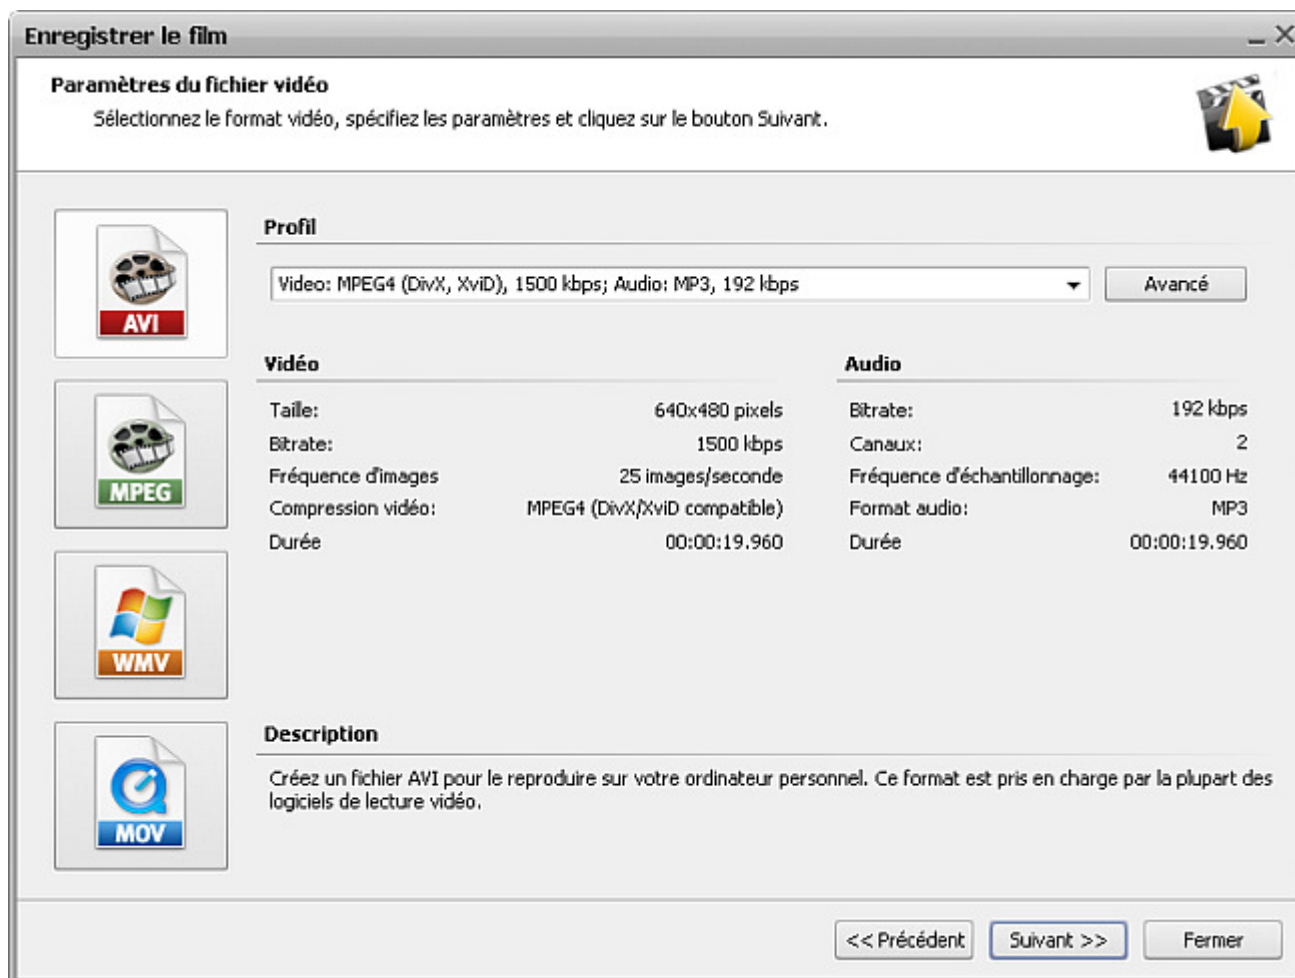 Enregistrer le film
Paramètres du fichier vidéo
Sélectionnez le format vidéo, spécifiez les paramètres et cliquez sur le bouton Suivant.
AVI
MPEG
WMV
MOV
Profil
Video: MPEG4 (DivX, XviD), 1500 kbps; Audio: MP3, 192 kbps
Avancé
Vidéo
Taille: 640x480 pixels
Bitrate: 1500 kbps
Fréquence d'images 25 images/seconde
Compression vidéo: MPEG4 (DivX/XviD compatible)
Durée 00:00:19.960
Audio
Bitrate: 192 kbps
Canaux: 2
Fréquence d'échantillonnage: 44100 Hz
Format audio: MP3
Durée 00:00:19.960
Description
Créez un fichier AVI pour le reproduire sur votre ordinateur personnel. Ce format est pris en charge par la plupart des
logiciels de lecture vidéo.
<< Précédent
Suivant >>
Fermer